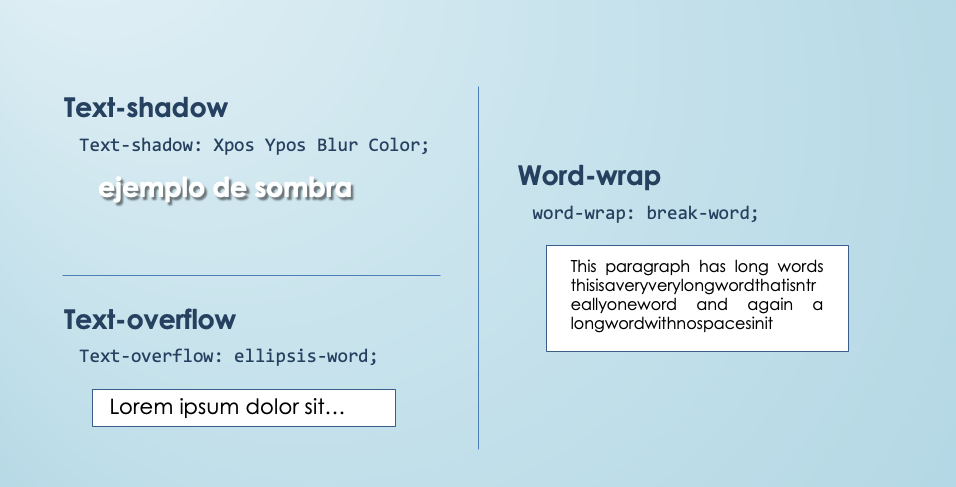 Text-shadow
Text-shadow: Xpos Ypos Blur Color;
ejemplo de sombra
Text-overflow
Text-overflow: ellipsis-word;
Lorem ipsum dolor sit...
Word-wrap
word-wrap: break-word;
This paragraph has long words
thisisaveryverylongwordthatisntr
eallyoneword and again a
longwordwithnospacesinit